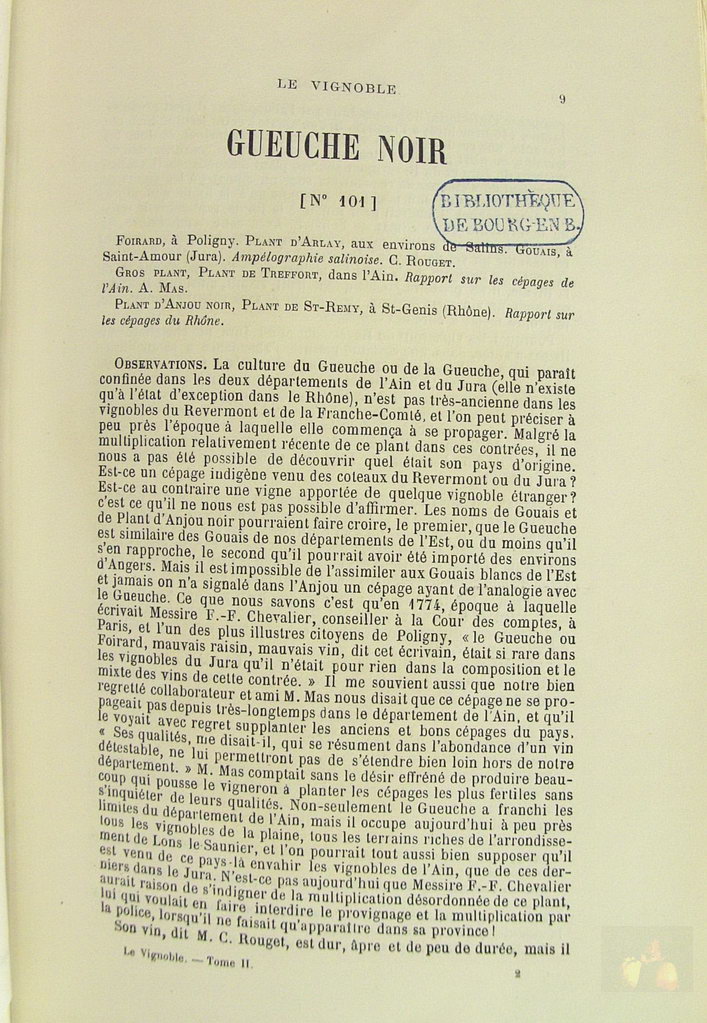 LE VIGNOBLE
9
GUEUCHE NOIR
[N° 101]
BIBLIOTHÈQUE
DE BOURG-EN B.
FOIRARD, à Poligny. PLANT D'ARLAY, aux environs de Salins. GOUAIS, à
Saint-Amour (Jura). Ampélographie salinoise. C. ROUGET.
GROS PLANT, PLANT DE TREFFORT, dans l'Ain. Rapport sur les cépages de
l'Ain. A. MAS.
PLANT D'ANJOU NOIR, PLANT DE ST-REMY, à St-Genis (Rhône). Rapport sur
les cépages du Rhône.
OBSERVATIONS. La culture du Gueuche ou de la Gueuche, qui paraît
confinée dans les deux départements de l'Ain et du Jura (elle n'existe
qu'à l'état d'exception dans le Rhône), n'est pas très-ancienne dans les
vignobles du Revermont et de la Franche-Comté, et l'on peut préciser à
peu près l'époque à laquelle elle commença à se propager. Malgré la
multiplication relativement récente de ce plant dans ces contrées, il ne
nous a pas été possible de découvrir quel était son pays d'origine.
Est-ce un cépage indigène venu des coteaux du Revermont ou du Jura?
Est-ce au contraire une vigne apportée de quelque vignoble étranger?
c'est ce qu'il ne nous est pas possible d'affirmer. Les noms de Gouais et
de Plant d'Anjou noir pourraient faire croire, le premier, que le Gueuche
est similaire des Gouais de nos départements de l'Est, ou du moins qu'il
s'en rapproche, le second qu'il pourrait avoir été importé des environs
d'Angers. Mais il est impossible de l'assimiler aux Gouais blancs de l'Est
et jamais on n'a signalé dans l'Anjou un cépage ayant de l'analogie avec
le Gueuche. Ce que nous savons c'est qu'en 1774, époque à laquelle
écrivait Messire F.-F. Chevalier, conseiller à la Cour des comptes, à
Paris, et l'un des plus illustres citoyens de Poligny, « le Gueuche ou
Foirard, mauvais raisin, mauvais vin, dit cet écrivain, était si rare dans
les vignobles du Jura qu'il n'était pour rien dans la composition et le
mixte des vins de cette contrée. » Il me souvient aussi que notre bien
regretté collaborateur et ami M. Mas nous disait que ce cépage ne se pro-
pageait pas depuis très-longtemps dans le département de l'Ain, et qu'il
le voyait avec regret supplanter les anciens et bons cépages du pays.
« Ses qualités, me disait-il, qui se résument dans l'abondance d'un vin
détestable, ne lui permettront pas de s'étendre bien loin hors de notre
département. » M. Mas comptait sans le désir effréné de produire beau-
coup qui pousse le vigneron à planter les cépages les plus fertiles sans
s'inquiéter de leurs qualités. Non-seulement le Gueuche a franchi les
limites du département de l'Ain, mais il occupe aujourd'hui à peu près
tous les vignobles de la plaine, tous les terrains riches de l'arrondisse-
ment de Lons le Saunier, et l'on pourrait tout aussi bien supposer qu'il
est venu de ce pays-là envahir les vignobles de l'Ain, que de ces der-
niers dans le Jura. N'est-ce pas aujourd'hui que Messire F.-F. Chevalier
aurait raison de s'indigner de la multiplication désordonnée de ce plant,
lui qui voulait en faire interdire le provignage et la multiplication par
la police, lorsqu'il ne faisait qu'apparaître dans sa province!
Son vin, dit M. C. Rouget, est dur, âpre et de peu de durée, mais il
Le Vignoble. — Tome II.
2